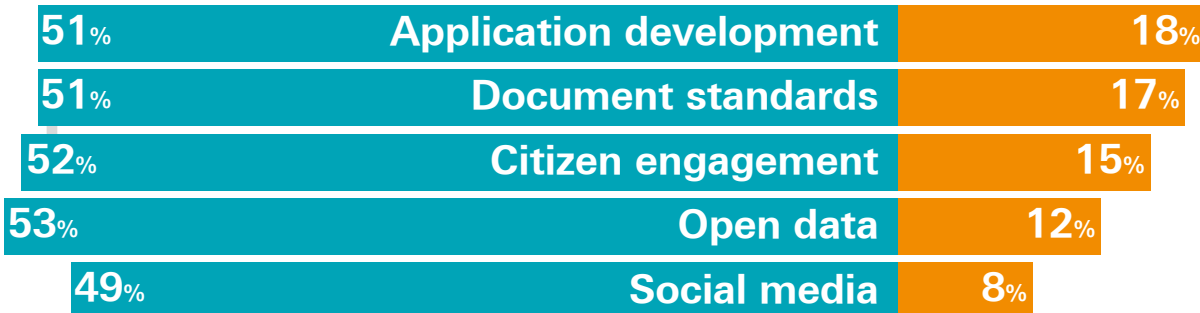 51% Application development 18%
51% Document standards 17%
52% Citizen engagement 15%
53% Open data 12%
49% Social media 8%